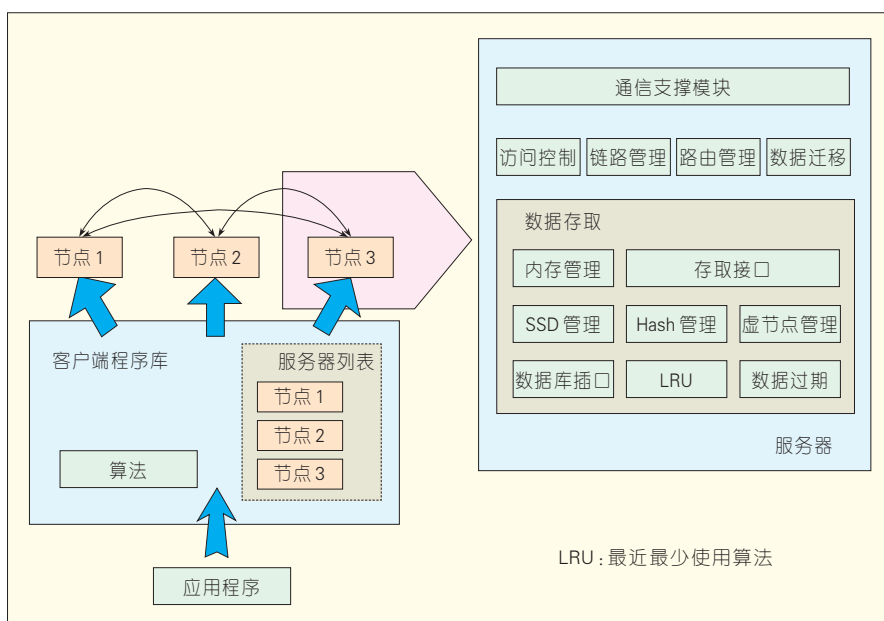 通信支撑模块
访问控制 链路管理 路由管理 数据迁移
数据存取
内存管理 存取接口
SSD 管理 Hash 管理 虚节点管理
数据库插口 LRU 数据过期
服务器
节点 1 节点 2 节点 3
客户端程序库
服务器列表
节点 1
节点 2
节点 3
算法
应用程序
LRU : 最近最少使用算法